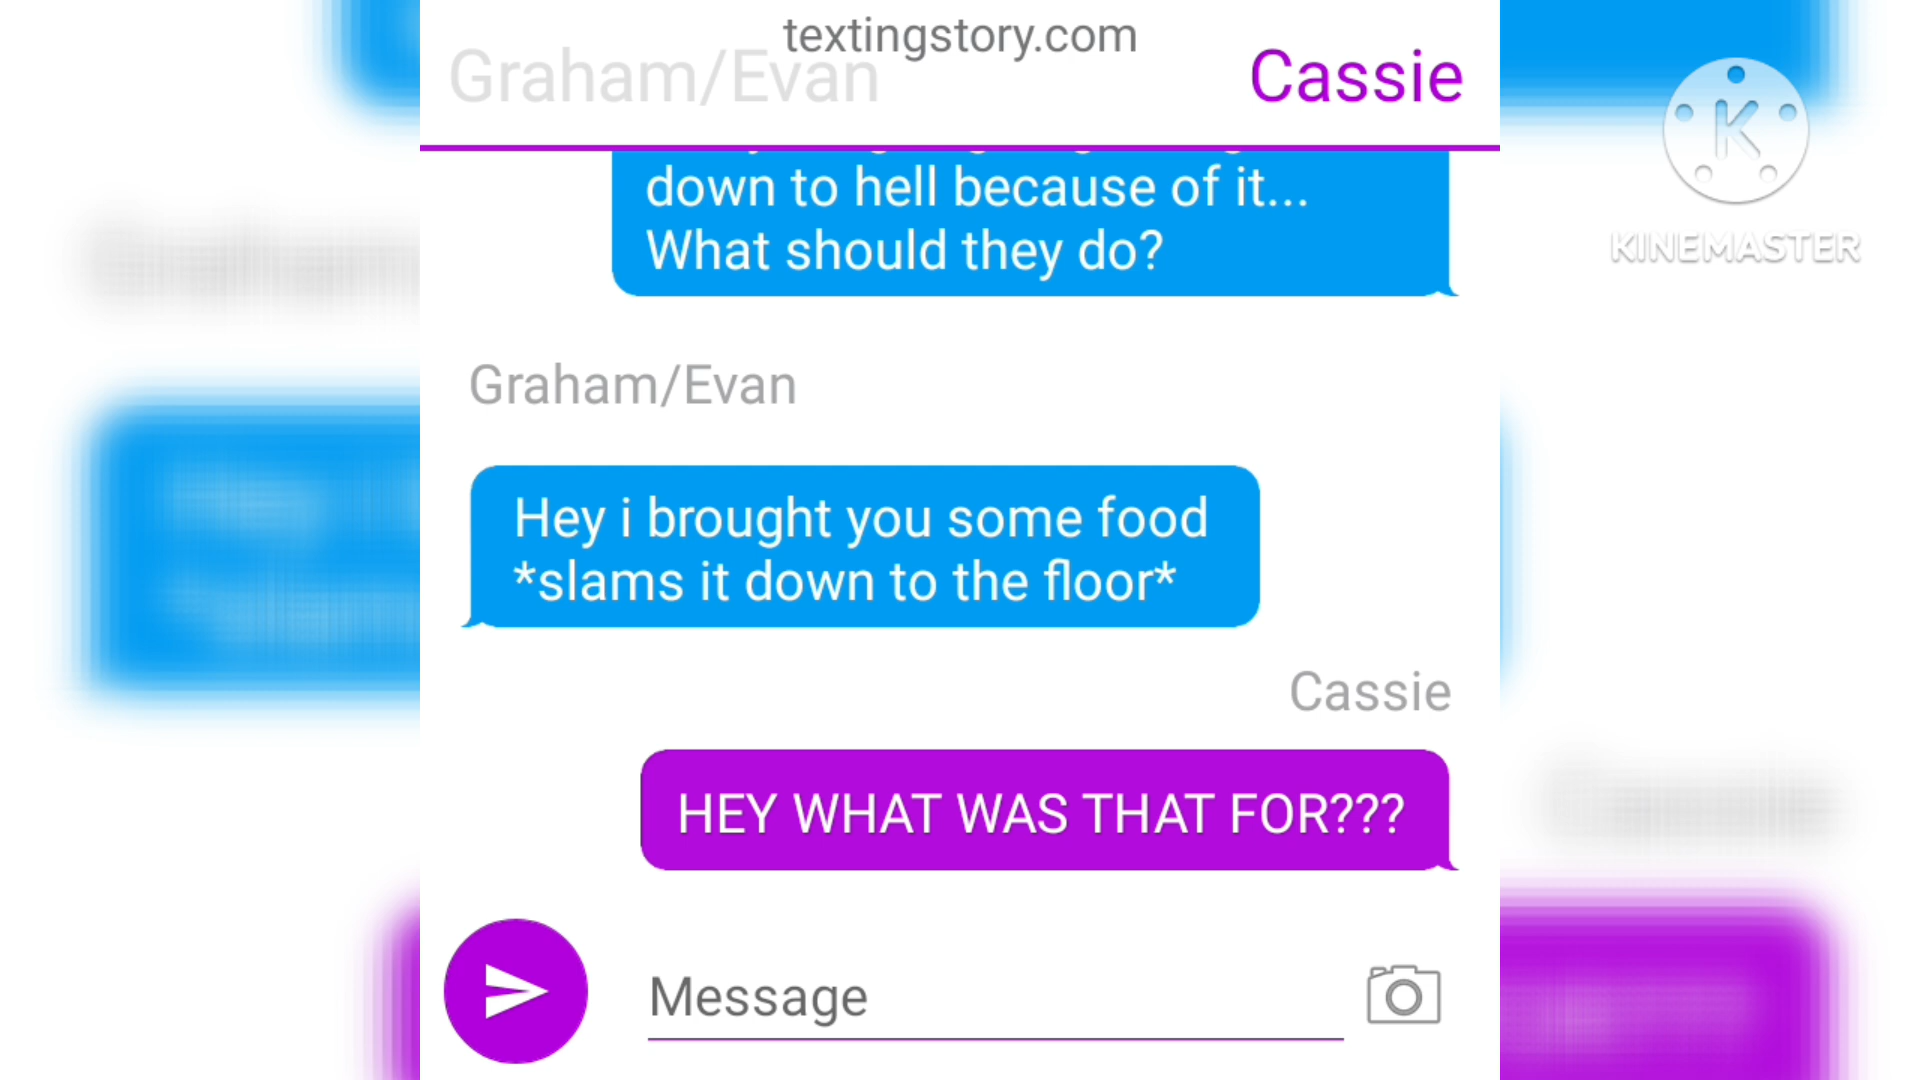 textingstory.com
Graham/Evan
Cassie
down to hell because of it...
What should they do?
Graham/Evan
Hey i brought you some food
*slams it down to the floor*
Cassie
HEY WHAT WAS THAT FOR???
Message
K
KINEMASTER